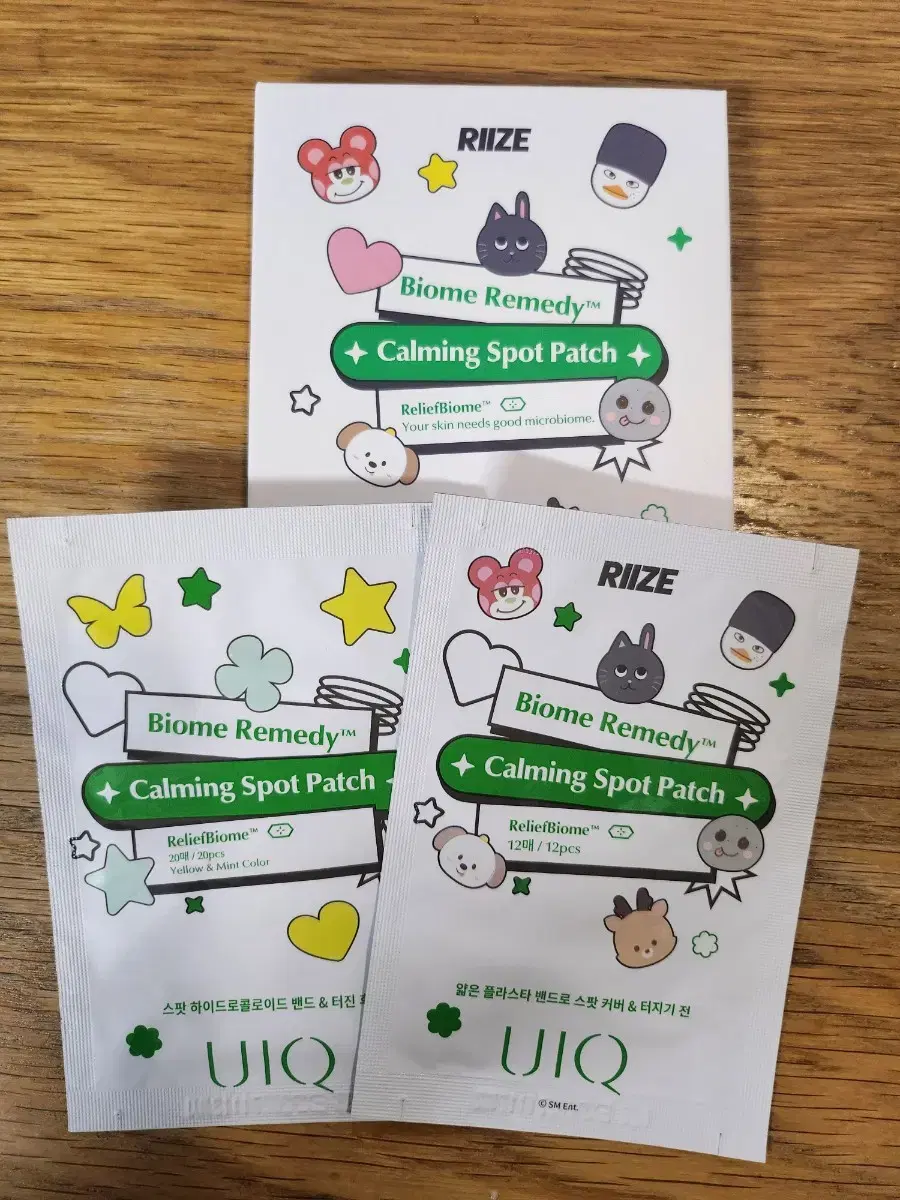 RIIZE
Biome Remedy™
Calming Spot Patch
ReliefBiome™
Your skin needs good microbiome.
Biome Remedy™
Calming Spot Patch
ReliefBiome™
20매 / 20pcs
Yellow & Mint Color
스팟 하이드로콜로이드 밴드 & 터진
UIQ
RIIZE
Biome Remedy™
Calming Spot Patch
ReliefBiome™
12매 / 12pcs
얇은 플라스타 밴드로 스팟 커버 & 터지기 전
UIQ
© SM Ent.